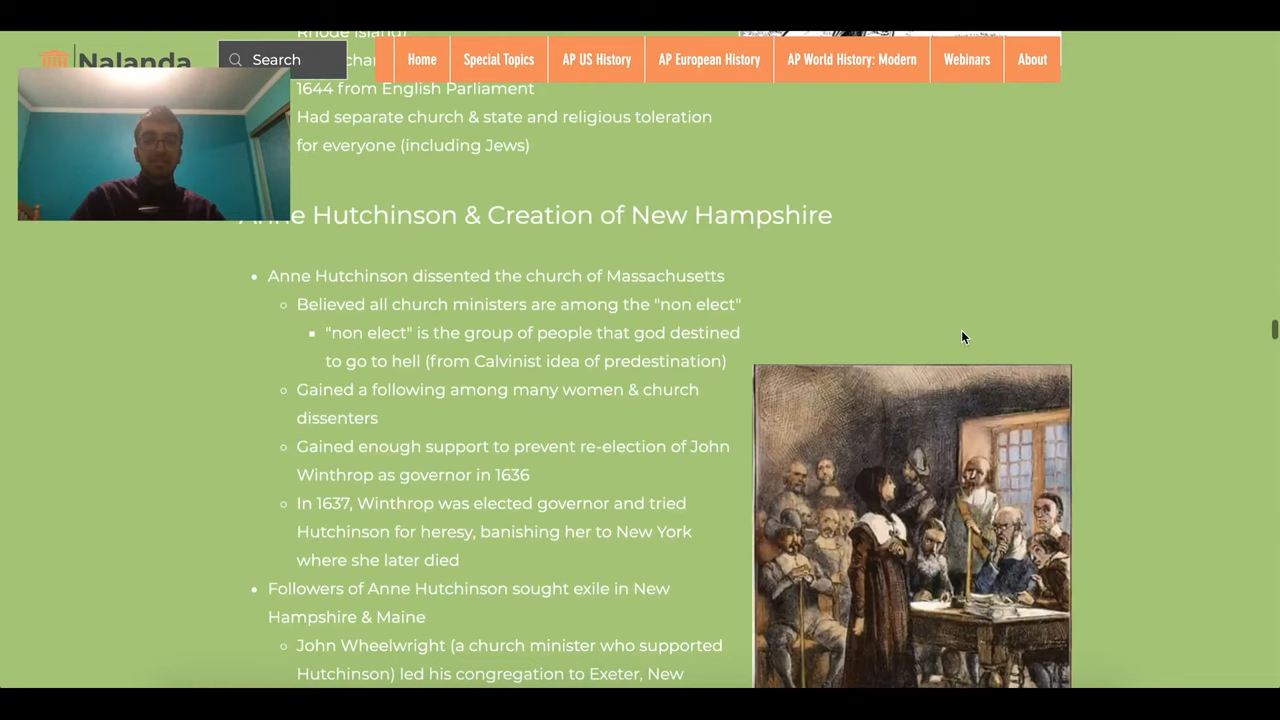 Rhode Island!
Nalanda
Search
Home
Special Topics
AP US History
AP European History
AP World History: Modern
Webinars
About
1644 from English Parliament
Had separate church & state and religious toleration
for everyone (including Jews)
Hutchinson & Creation of New Hampshire
Anne Hutchinson dissented the church of Massachusetts
Believed all church ministers are among the "non elect"
"non elect" is the group of people that god destined
to go to hell (from Calvinist idea of predestination)
Gained a following among many women & church
dissenters
Gained enough support to prevent re-election of John
Winthrop as governor in 1636
In 1637, Winthrop was elected governor and tried
Hutchinson for heresy, banishing her to New York
where she later died
Followers of Anne Hutchinson sought exile in New
Hampshire & Maine
John Wheelwright (a church minister who supported
Hutchinson) led his congregation to Exeter, New